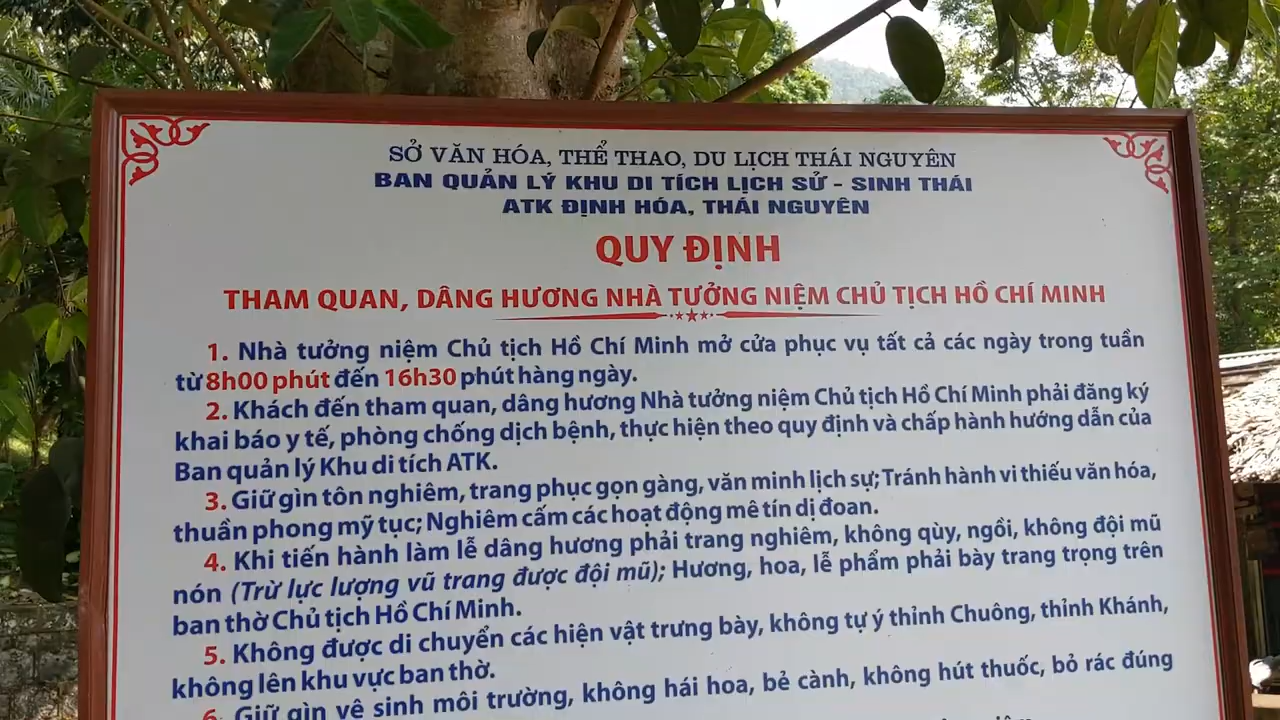 SỞ VĂN HÓA, THỂ THAO, DU LỊCH THÁI NGUYÊN
BAN QUẢN LÝ KHU DI TÍCH LỊCH SỬ - SINH THÁI
ATK ĐỊNH HÓA, THÁI NGUYÊN
QUY ĐỊNH
THAM QUAN, DÂNG HƯƠNG NHÀ TƯỞNG NIỆM CHỦ TỊCH HỒ CHÍ MINH
1. Nhà tưởng niệm Chủ tịch Hồ Chí Minh mở cửa phục vụ tất cả các ngày trong tuần
từ 8h00 phút đến 16h30 phút hàng ngày.
2. Khách đến tham quan, dâng hương Nhà tưởng niệm Chủ tịch Hồ Chí Minh phải đăng ký
khai báo y tế, phòng chống dịch bệnh, thực hiện theo quy định và chấp hành hướng dẫn của
Ban quản lý Khu di tích ATK.
3. Giữ gìn tôn nghiêm, trang phục gọn gàng, văn minh lịch sự; Tránh hành vi thiếu văn hóa,
thuần phong mỹ tục; Nghiêm cấm các hoạt động mê tín dị đoan.
4. Khi tiến hành làm lễ dâng hương phải trang nghiêm, không quỳ, ngồi, không đội mũ
nón (Trừ lực lượng vũ trang được đội mũ); Hương, hoa, lễ phẩm phải bày trang trọng trên
ban thờ Chủ tịch Hồ Chí Minh.
5. Không được di chuyển các hiện vật trưng bày, không tự ý thỉnh Chuông, thỉnh Khánh,
không lên khu vực ban thờ.
6. Giữ gìn vệ sinh môi trường, không hái hoa, bẻ cành, không hút thuốc, bỏ rác đúng